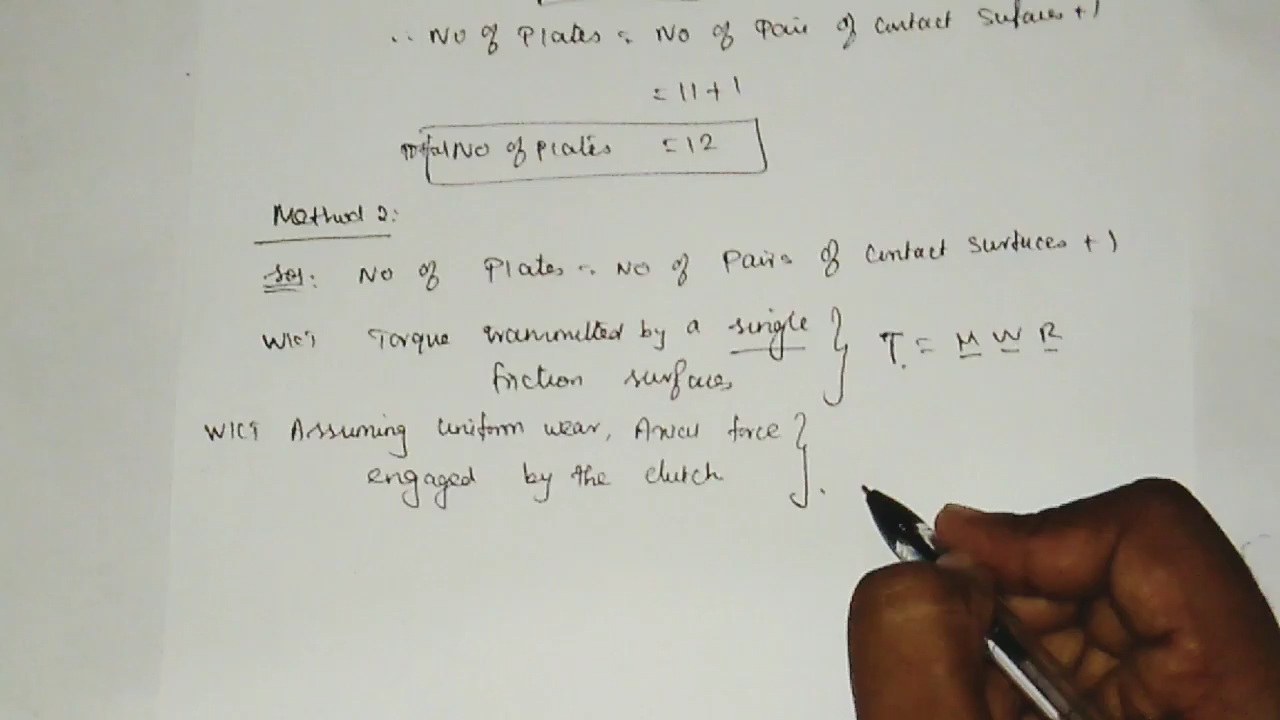 ∴ No of Plates = No of Pair of Contact Surfaces + 1
= 11 + 1
Total No of Plates = 12
Method 2:
Sol: No of Plates = No of Pairs of Contact Surfaces + 1
WKT Torque transmitted by a single friction surfaces } T = μ W R
WKT Assuming uniform wear, Axial force engaged by the clutch } .